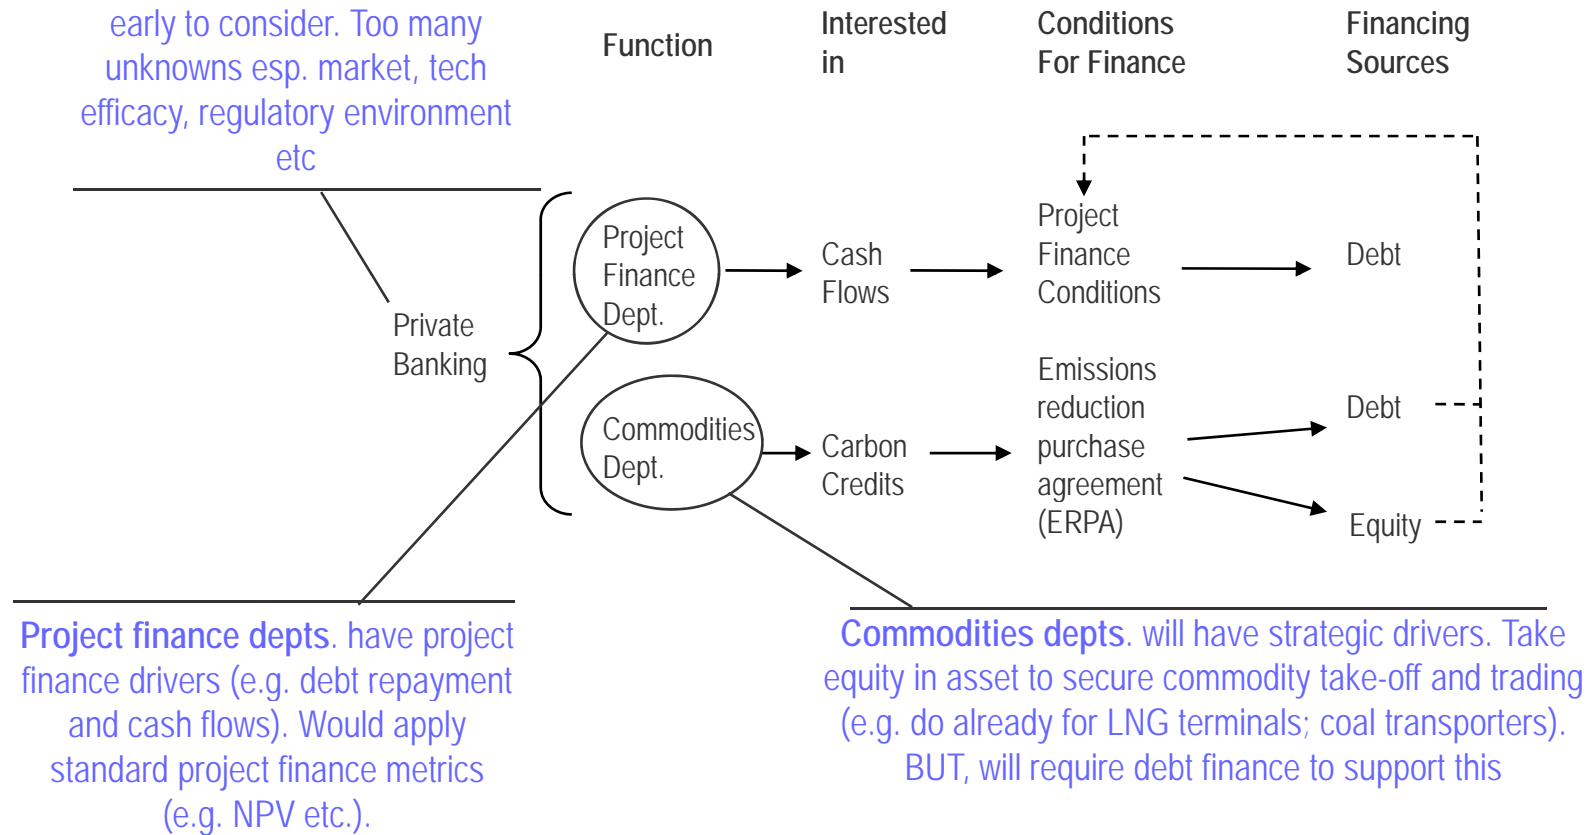 early to consider. Too many
unknowns esp. market, tech
efficacy, regulatory environment
etc
Function
Interested
in
Conditions
For Finance
Financing
Sources
Private
Banking
Project
Finance
Dept.
Cash
Flows
Project
Finance
Conditions
Debt
Commodities
Dept.
Carbon
Credits
Emissions
reduction
purchase
agreement
(ERPA)
Debt
Equity
Project finance depts. have project
finance drivers (e.g. debt repayment
and cash flows). Would apply
standard project finance metrics
(e.g. NPV etc.).
Commodities depts. will have strategic drivers. Take
equity in asset to secure commodity take-off and trading
(e.g. do already for LNG terminals; coal transporters).
BUT, will require debt finance to support this